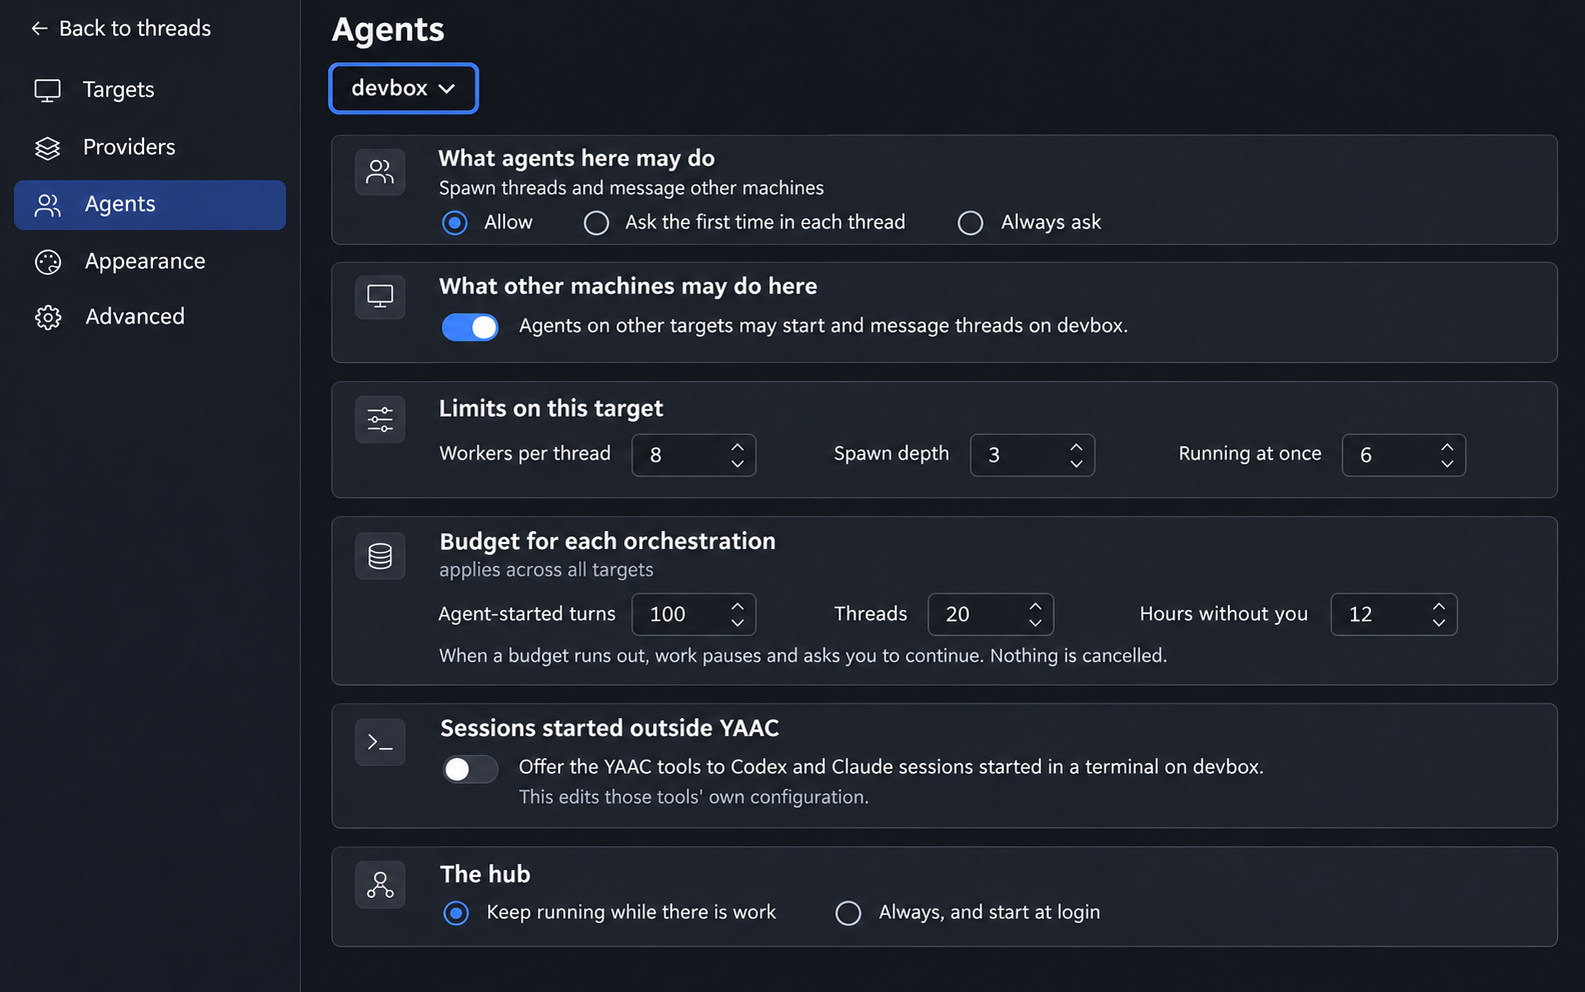 Back to threads
Targets
Providers
Agents
Appearance
Advanced
Agents
devbox
What agents here may do
Spawn threads and message other machines
Allow
Ask the first time in each thread
Always ask
What other machines may do here
Agents on other targets may start and message threads on devbox.
Limits on this target
Workers per thread 8
Spawn depth 3
Running at once 6
Budget for each orchestration
applies across all targets
Agent-started turns 100
Threads 20
Hours without you 12
When a budget runs out, work pauses and asks you to continue. Nothing is cancelled.
Sessions started outside YAAC
Offer the YAAC tools to Codex and Claude sessions started in a terminal on devbox.
This edits those tools' own configuration.
The hub
Keep running while there is work
Always, and start at login